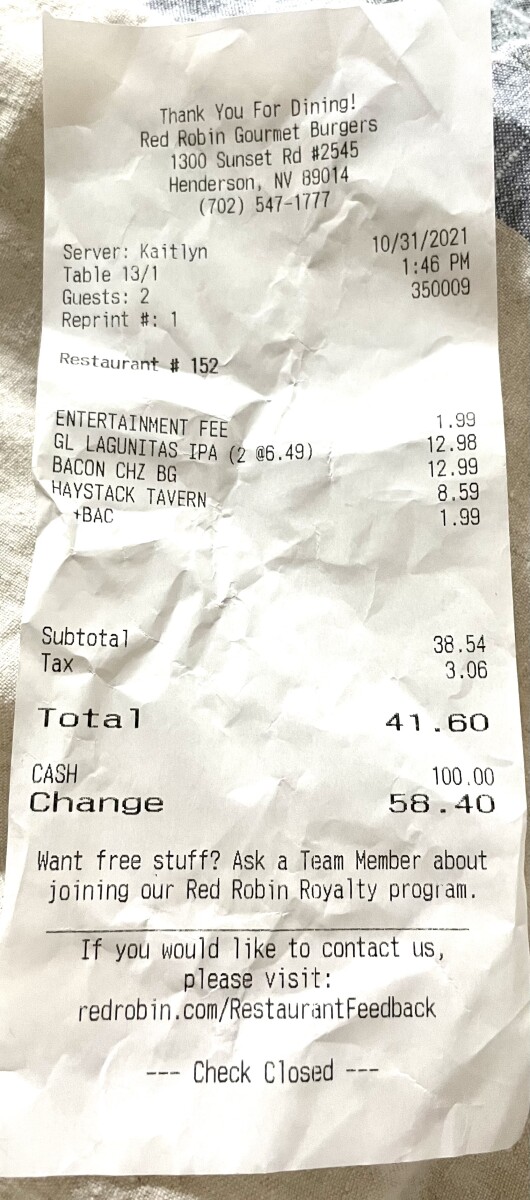 Thank You For Dining!
Red Robin Gourmet Burgers
1300 Sunset Rd #2545
Henderson, NV 89014
(702) 547-1777
Server: Kaitlyn 10/31/2021
Table 13/1 1:46 PM
Guests: 2 350009
Reprint #: 1
Restaurant # 152
ENTERTAINMENT FEE 1.99
GL LAGUNITAS IPA (2 @6.49) 12.98
BACON CHZ BG 12.99
HAYSTACK TAVERN 8.59
+BAC 1.99
Subtotal 38.54
Tax 3.06
Total 41.60
CASH 100.00
Change 58.40
Want free stuff? Ask a Team Member about
joining our Red Robin Royalty program.
If you would like to contact us,
please visit:
redrobin.com/RestaurantFeedback
--- Check Closed ---